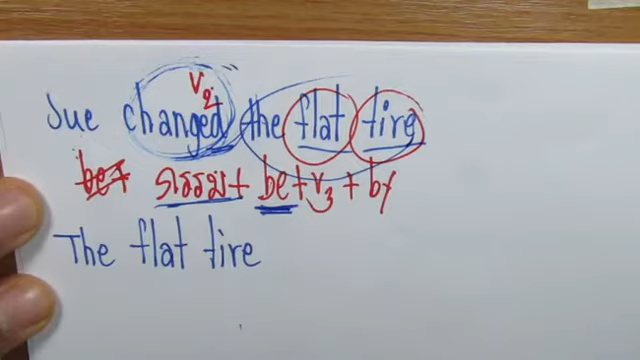 V2
Sue changed the flat tire
be+ กรรม + be + V3 + by
The flat tire